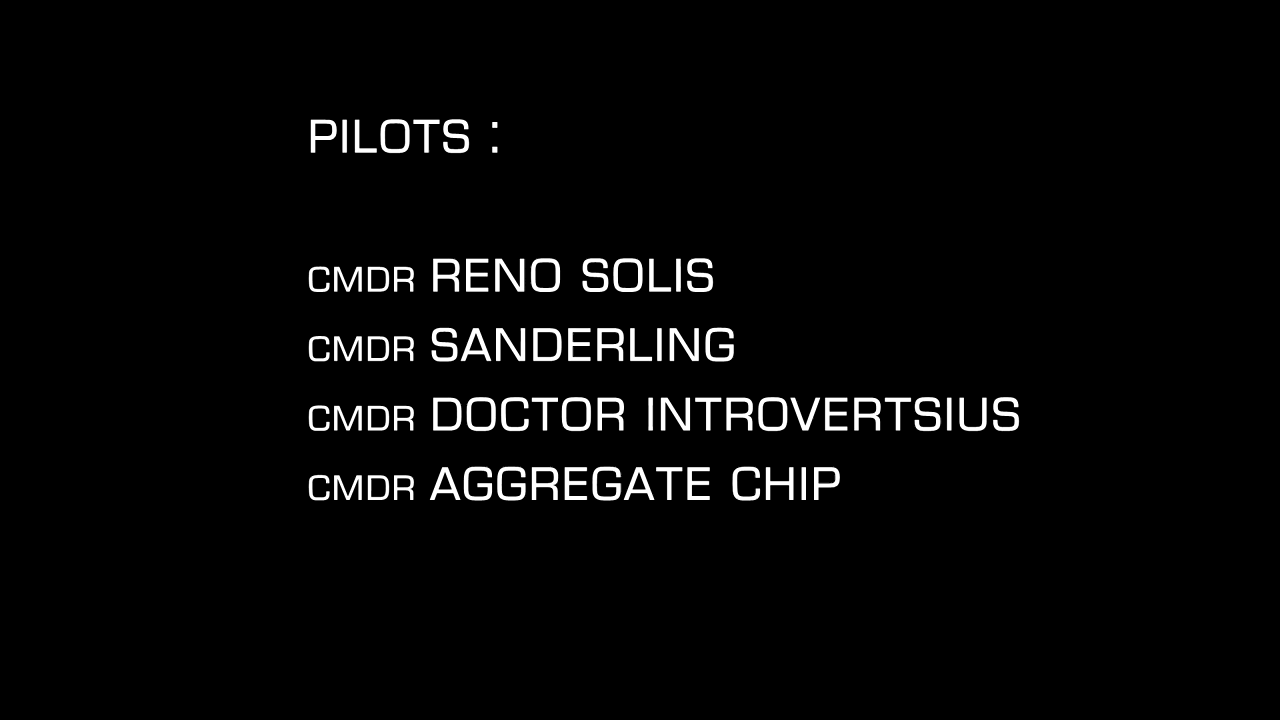 PILOTS :
CMDR RENO SOLIS
CMDR SANDERLING
CMDR DOCTOR INTROVERTSIUS
CMDR AGGREGATE CHIP